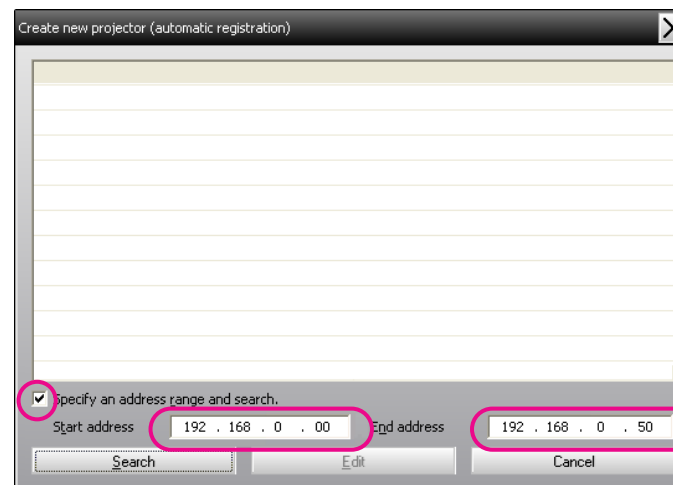 Create new projector (automatic registration)
Specify an address range and search.
Start address 192 . 168 . 0 . 00 End address 192 . 168 . 0 . 50
Search Edit Cancel